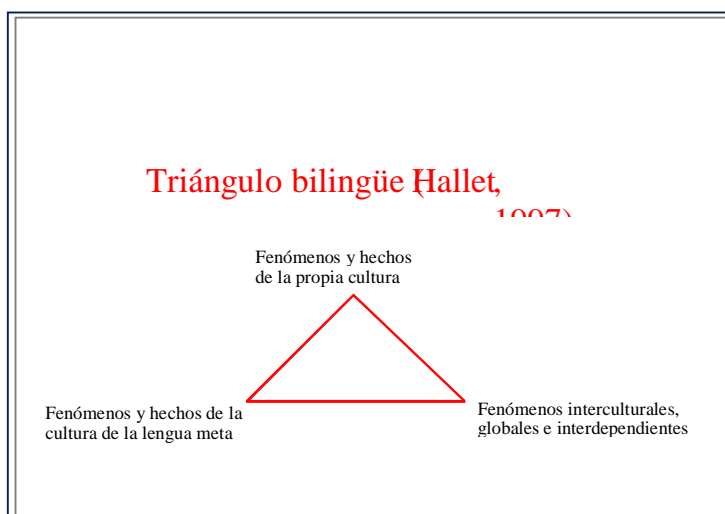 Triángulo bilingüe (Hallet,
1997)
Fenómenos y hechos
de la propia cultura
Fenómenos y hechos de la
cultura de la lengua meta
Fenómenos interculturales,
globales e interdependientes